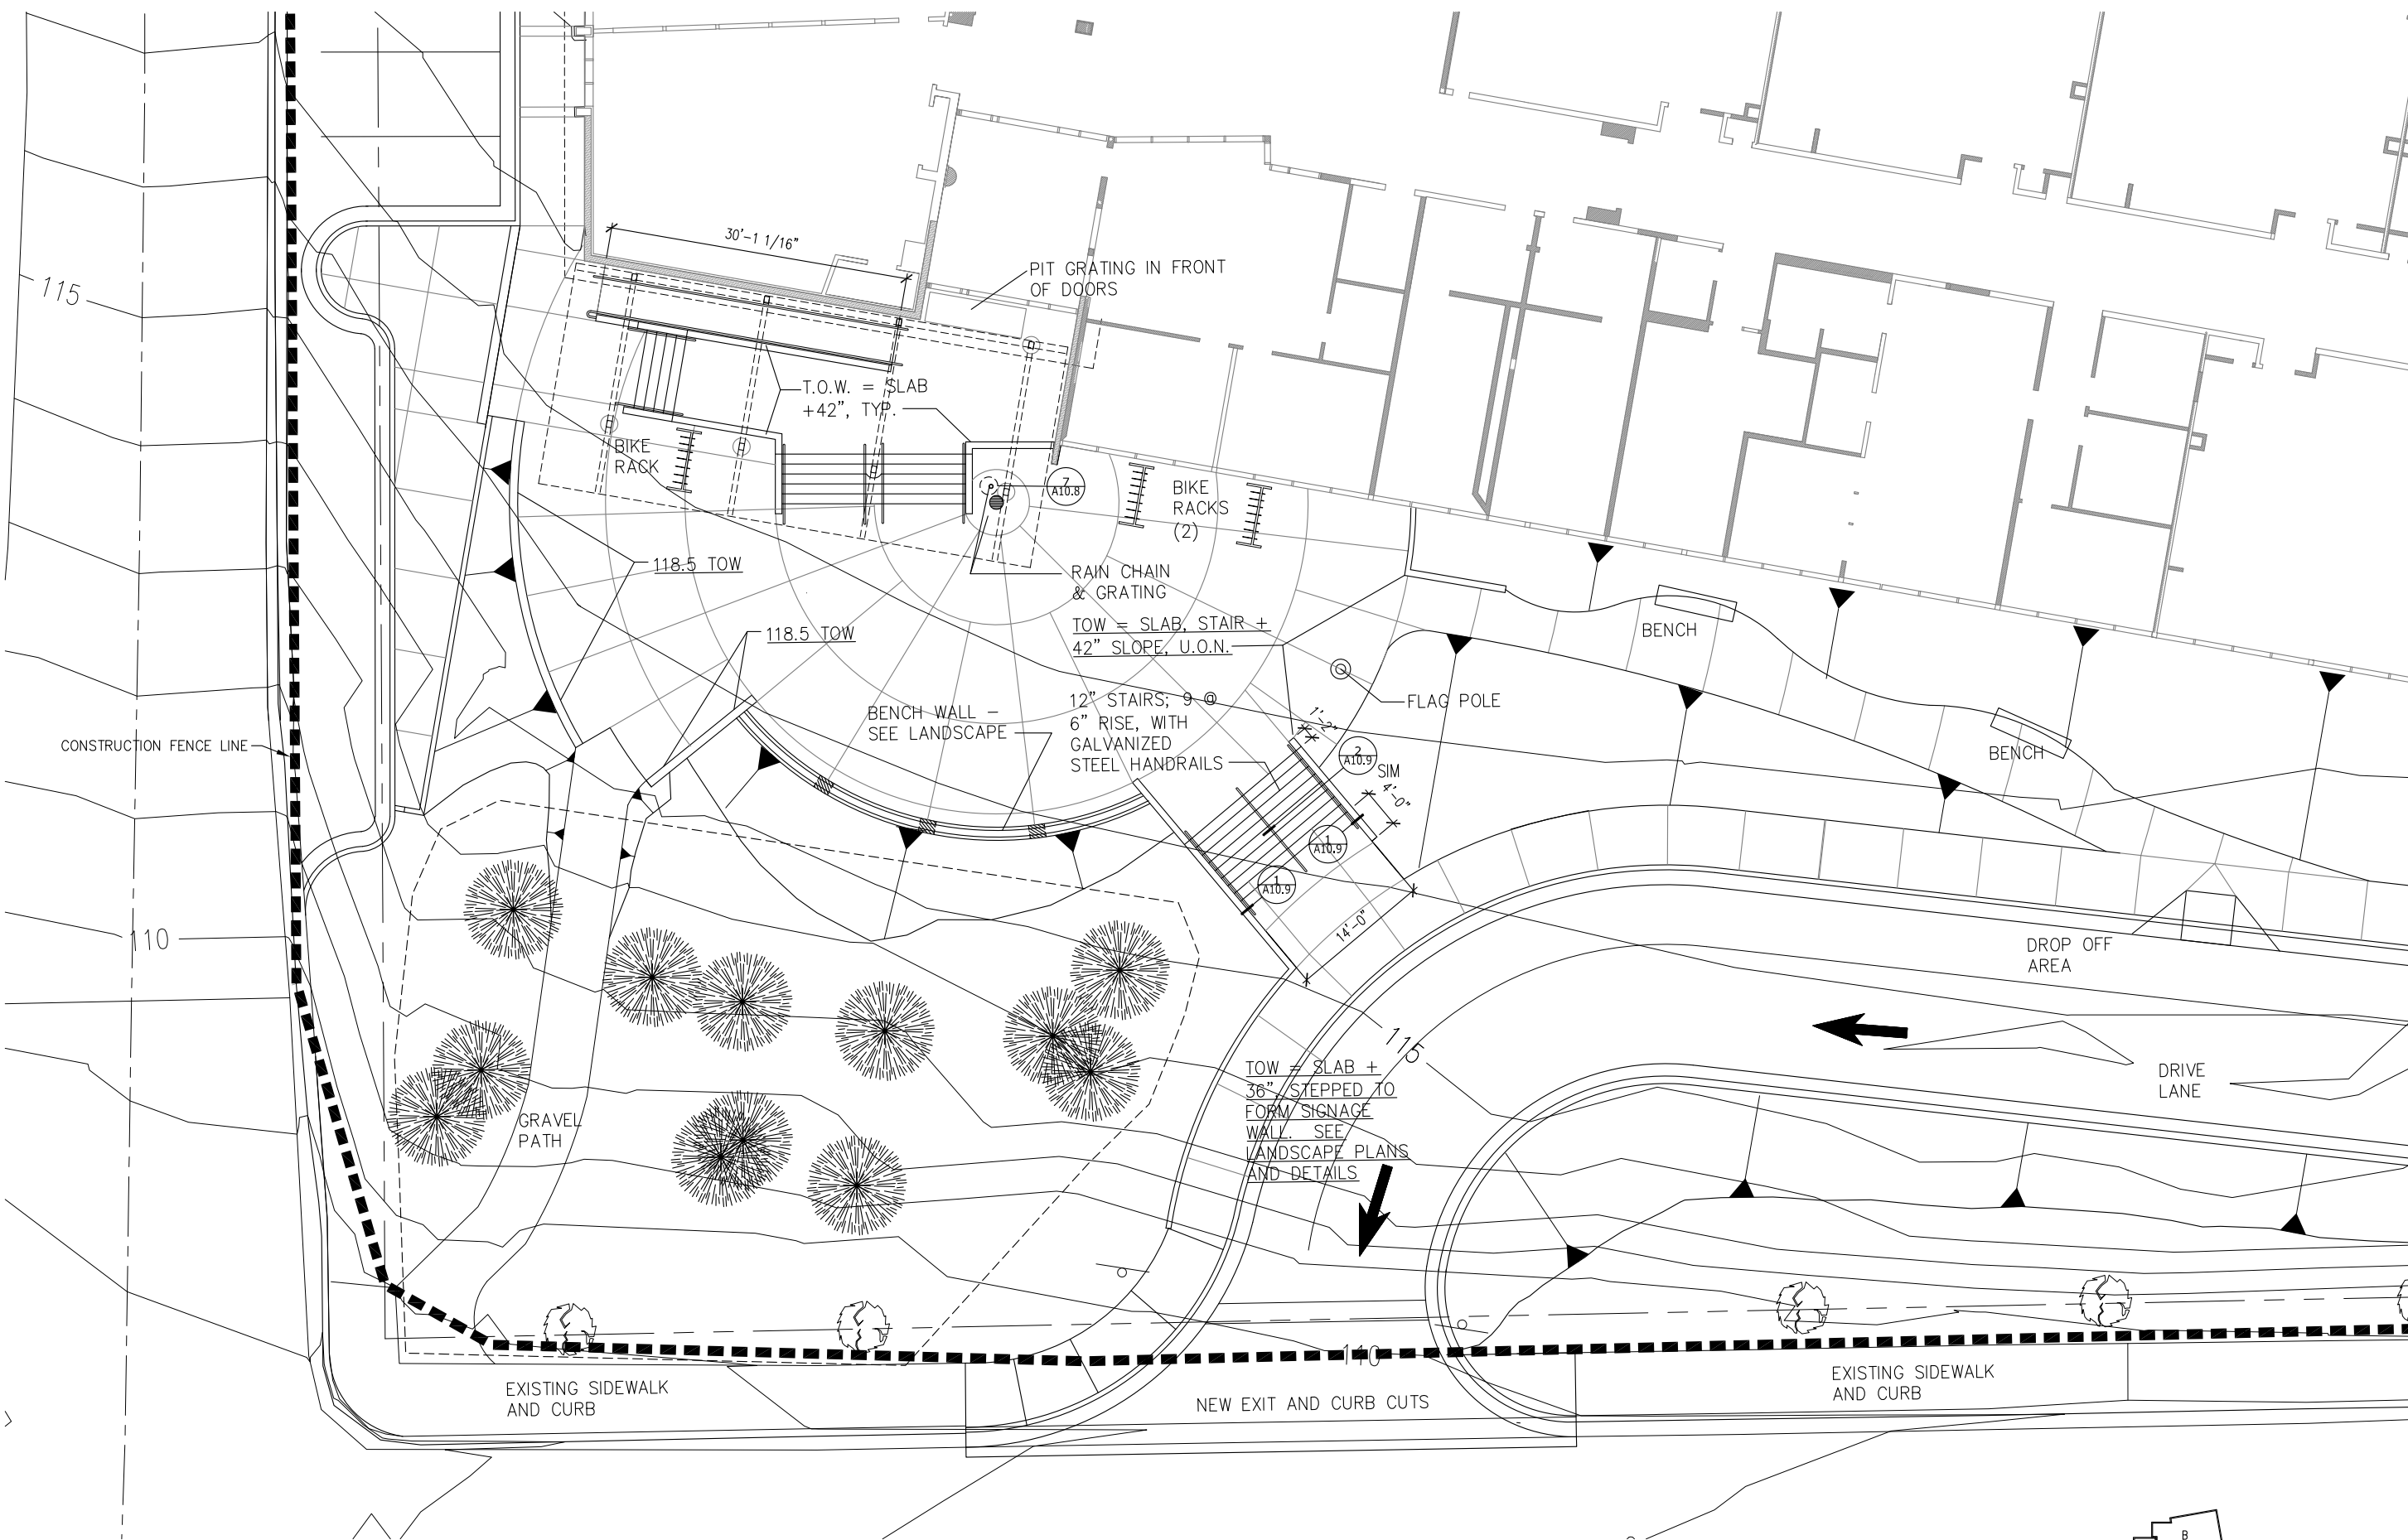 30'-1 1/16"
PIT GRATING IN FRONT
OF DOORS
115
T.O.W. = SLAB
+42", TYP.
BIKE
RACK
7
A10.8
BIKE
RACKS
(2)
118.5 TOW
RAIN CHAIN
& GRATING
118.5 TOW
TOW = SLAB, STAIR +
42" SLOPE, U.O.N.
BENCH
FLAG POLE
12" STAIRS; 9 @
6" RISE, WITH
GALVANIZED
STEEL HANDRAILS
BENCH WALL –
SEE LANDSCAPE
1'-2"
2
A10.9
SIM
4'-0"
BENCH
CONSTRUCTION FENCE LINE
1
A10.9
1
A10.9
14'-0"
110
DROP OFF
AREA
115
TOW = SLAB +
36", STEPPED TO
FORM SIGNAGE
WALL. SEE
LANDSCAPE PLANS
AND DETAILS
DRIVE
LANE
GRAVEL
PATH
110
EXISTING SIDEWALK
AND CURB
NEW EXIT AND CURB CUTS
EXISTING SIDEWALK
AND CURB
B